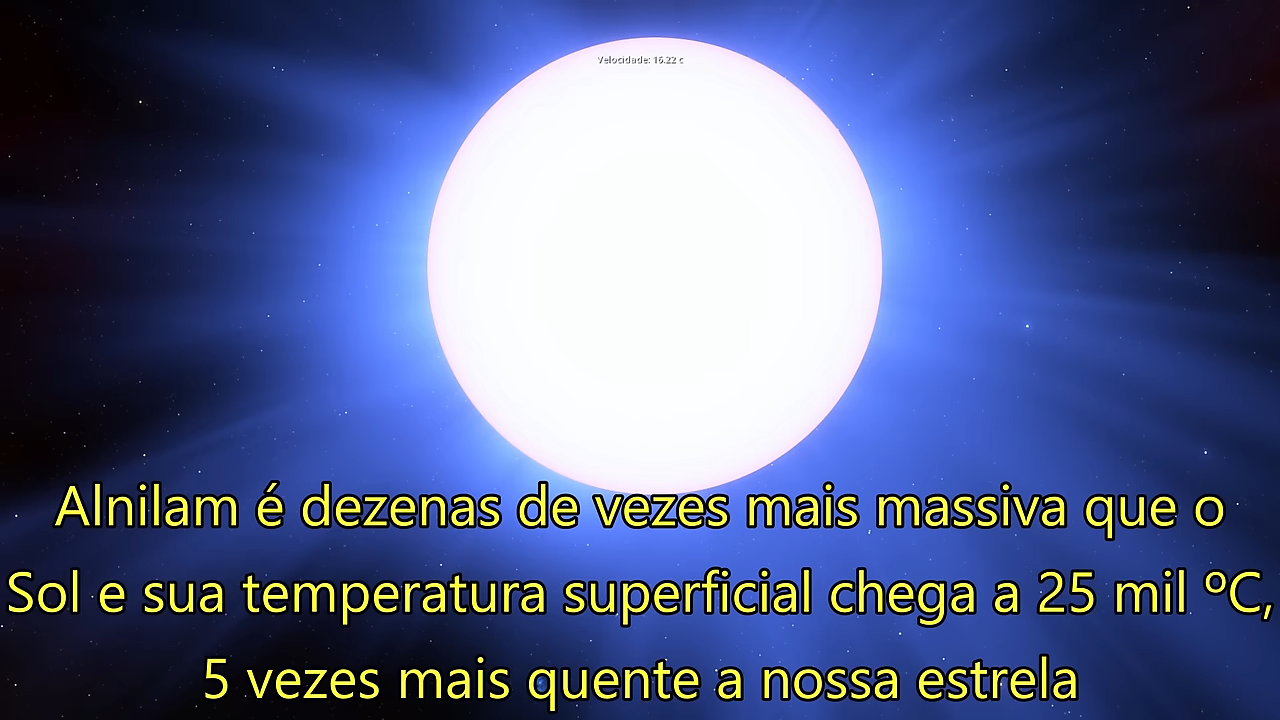 Velocidade: 16.22 c
Alnilam é dezenas de vezes mais massiva que o
Sol e sua temperatura superficial chega a 25 mil ºC,
5 vezes mais quente a nossa estrela